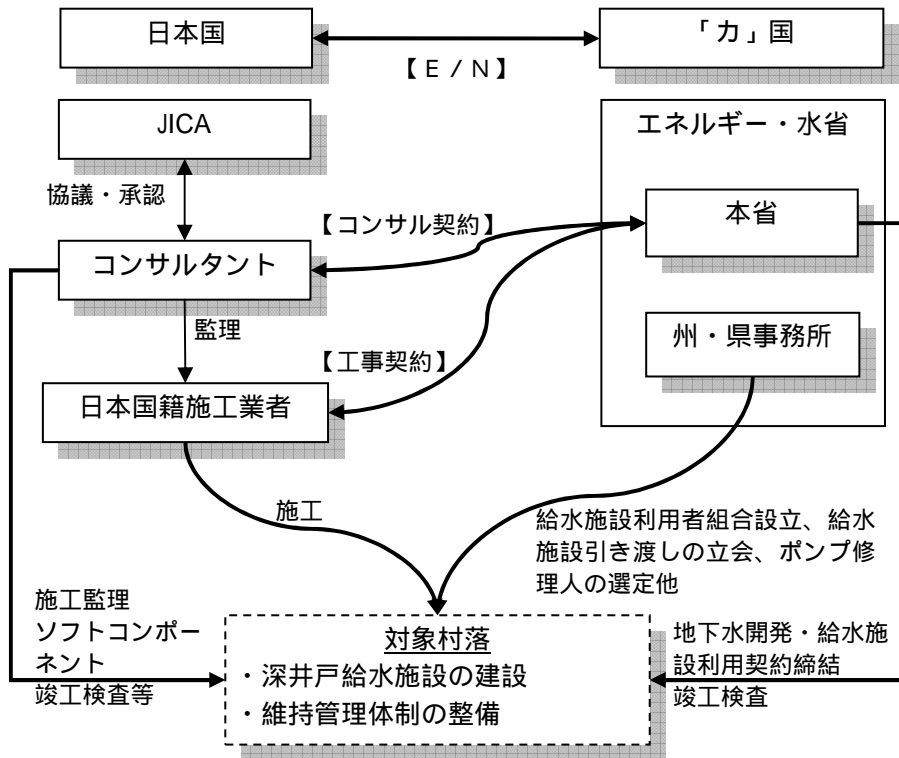 日本国
「カ」国
【E/N】
JICA
エネルギー・水省
協議・承認
本省
【コンサル契約】
コンサルタント
監理
州・県事務所
【工事契約】
日本国籍施工業者
施工
給水施設利用者組合設立、給水
施設引き渡しの立会、ポンプ修
理人の選定他
施工監理
ソフトコンポー
ネント
竣工検査等
対象村落
・深井戸給水施設の建設
・維持管理体制の整備
地下水開発・給水施
設利用契約締結
竣工検査